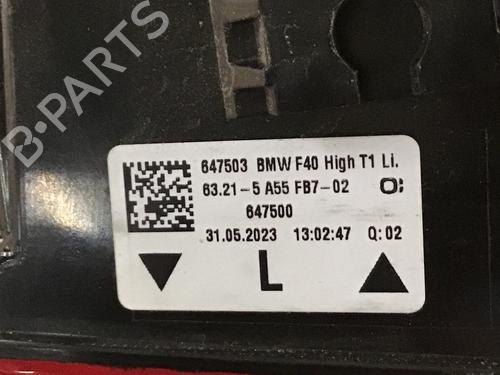 B-PARTS
647503 BMW F40 High T1 Li.
63.21-5 A55 FB7-02
647500
31.05.2023 13:02:47 Q:02
L